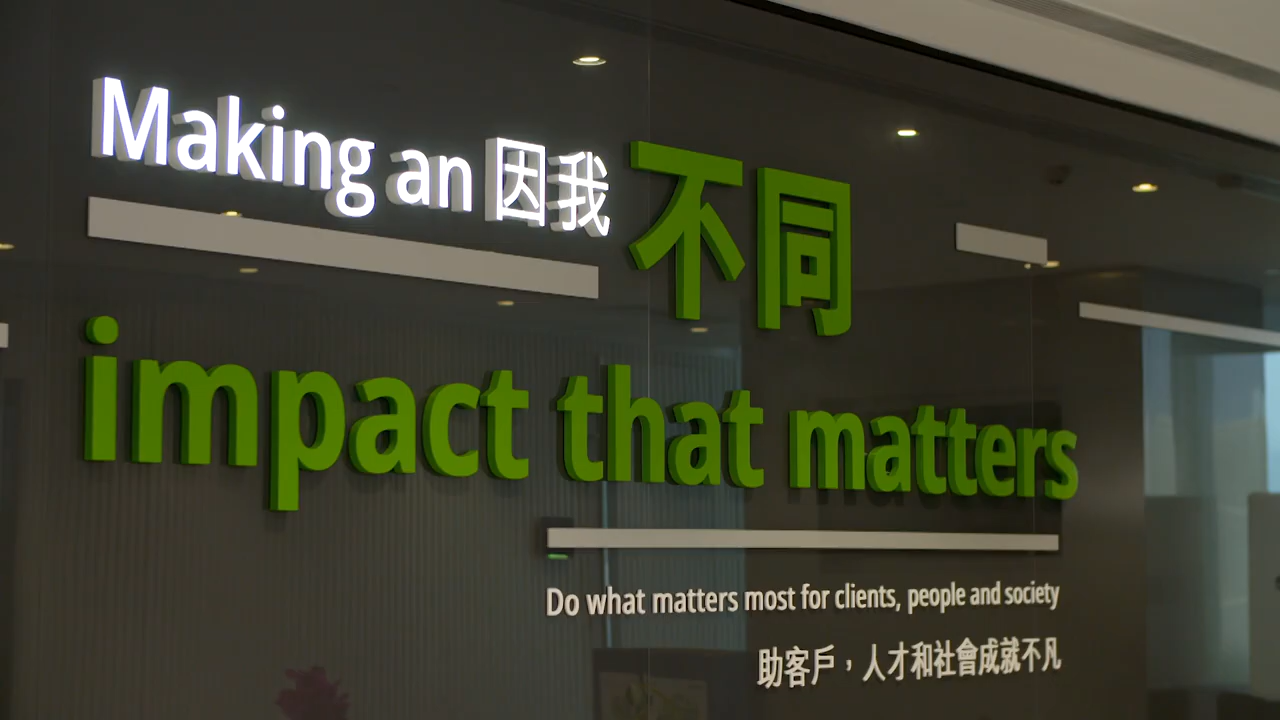 Making an 因我不同
impact that matters
Do what matters most for clients, people and society
助客戶，人才和社會成就不凡